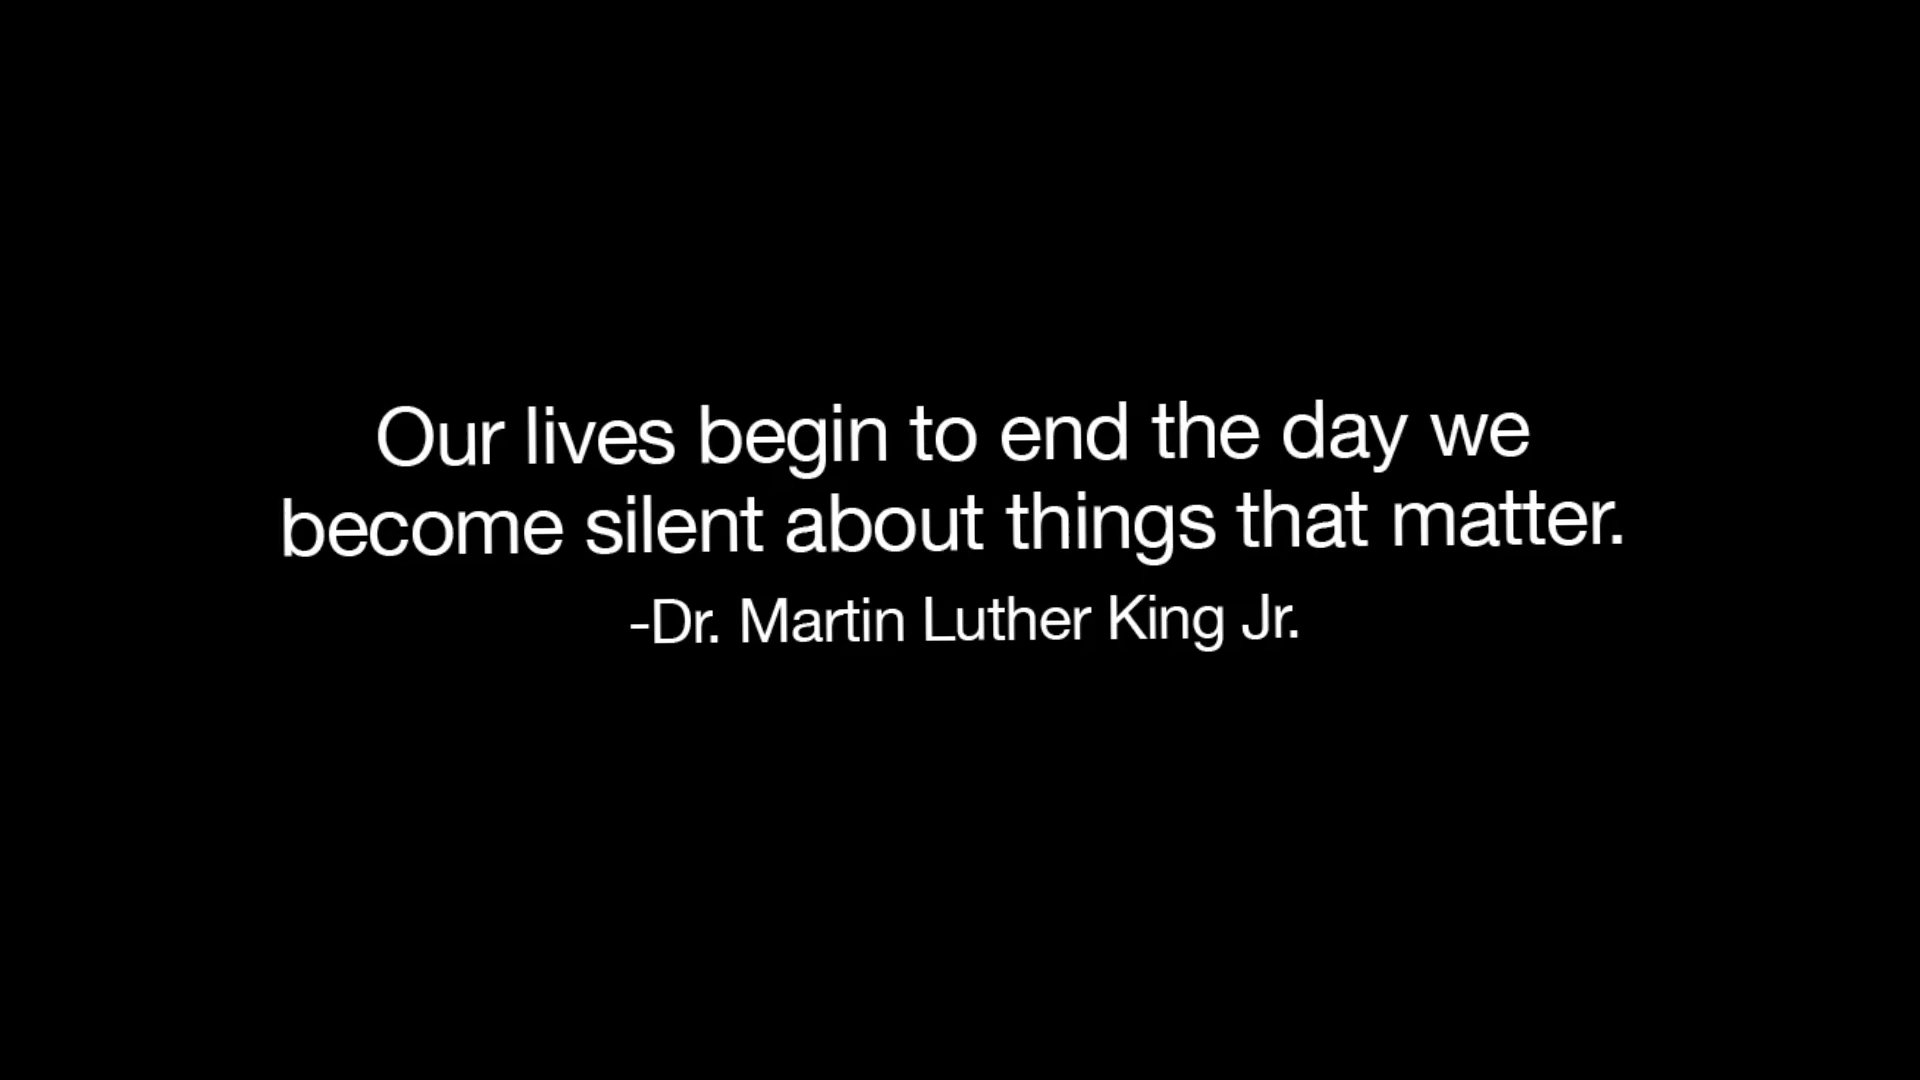 Our lives begin to end the day we
become silent about things that matter.
-Dr. Martin Luther King Jr.